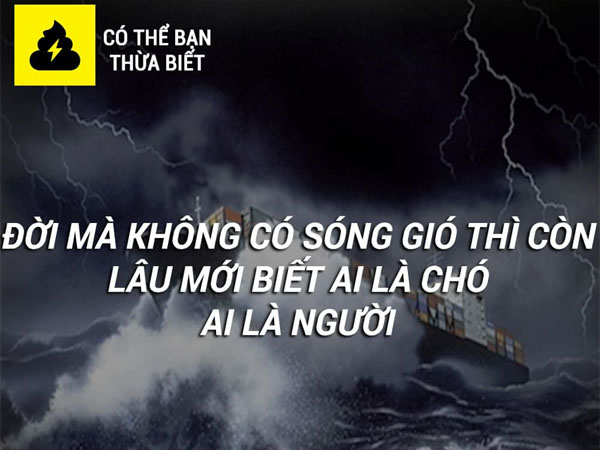 CÓ THỂ BẠN
THỪA BIẾT
ĐỜI MÀ KHÔNG CÓ SÓNG GIÓ THÌ CÒN
LÂU MỚI BIẾT AI LÀ CHÓ
AI LÀ NGƯỜI